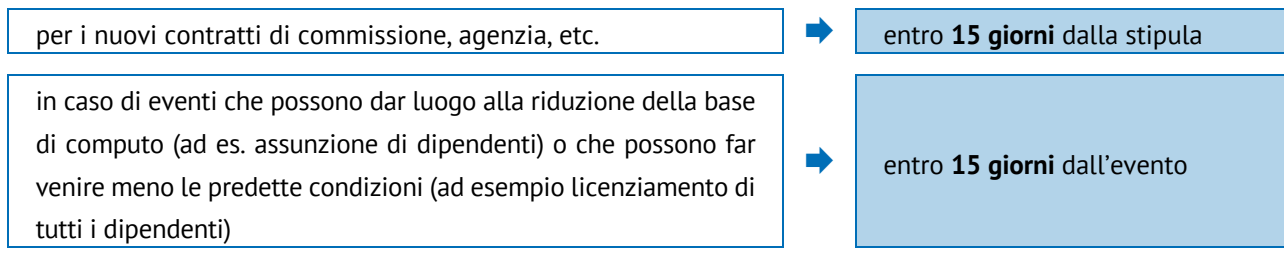 per i nuovi contratti di commissione, agenzia, etc.
entro 15 giorni dalla stipula
in caso di eventi che possono dar luogo alla riduzione della base
di computo (ad es. assunzione di dipendenti) o che possono far
venire meno le predette condizioni (ad esempio licenziamento di
tutti i dipendenti)
entro 15 giorni dall’evento